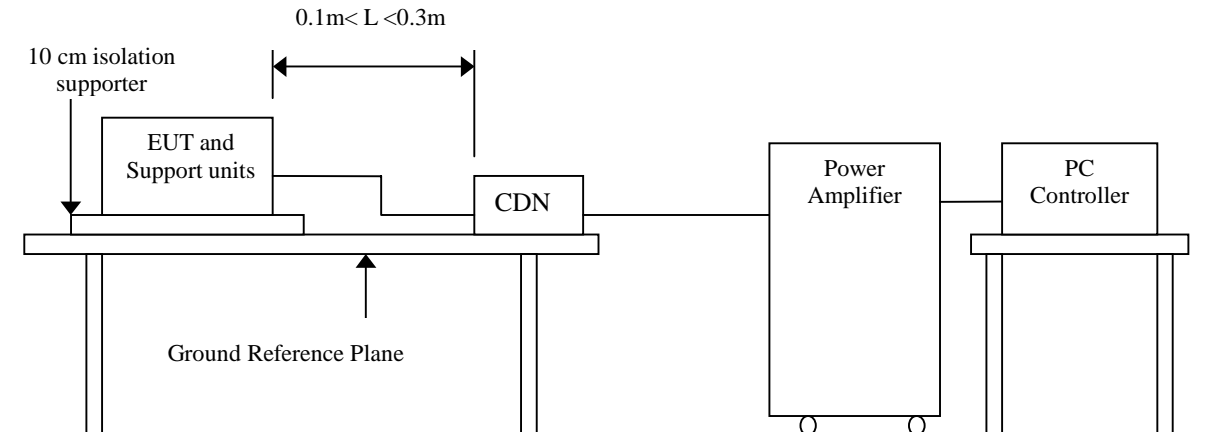 0.1m< L <0.3m
10 cm isolation
supporter
EUT and
Support units
CDN
Power
Amplifier
PC
Controller
Ground Reference Plane